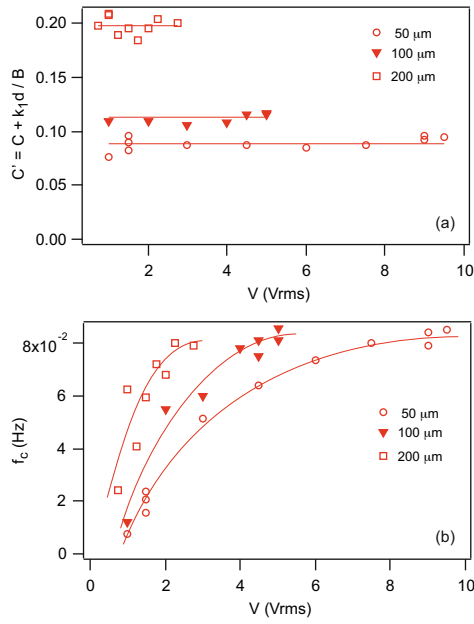 C' = C + k₁d / B
0.20
0.15
0.10
0.05
0.00
50 μm
100 μm
200 μm
(a)
2 4 6 8 10
V (Vrms)
f_c (Hz)
8x10⁻²
6
4
2
0
50 μm
100 μm
200 μm
(b)
0 2 4 6 8 10
V (Vrms)